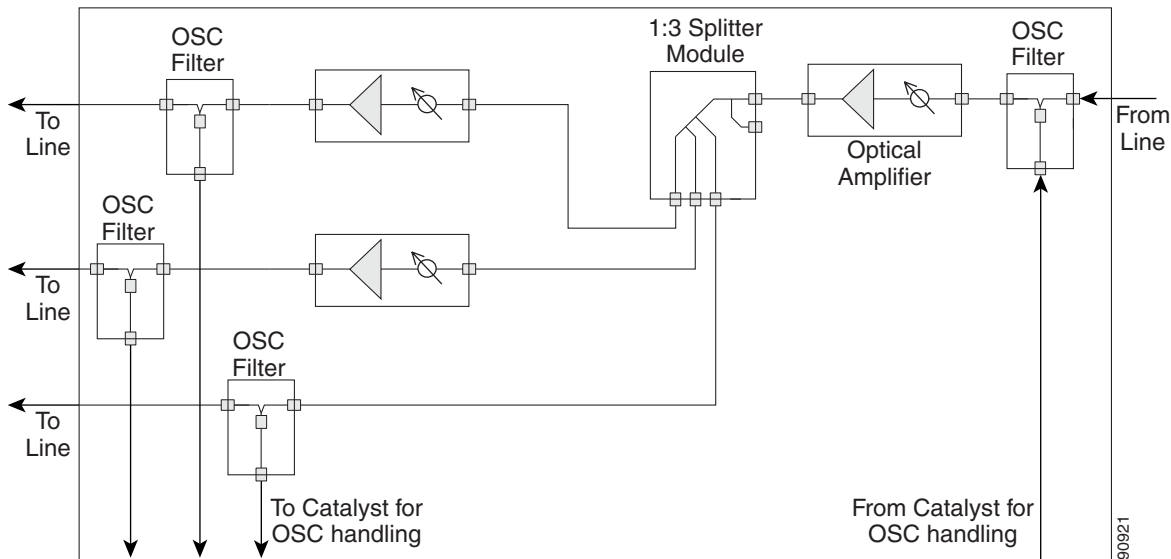 OSC
Filter
1:3 Splitter
Module
OSC
Filter
To
Line
From
Line
Optical
Amplifier
OSC
Filter
To
Line
OSC
Filter
To
Line
To Catalyst for
OSC handling
From Catalyst for
OSC handling
90921